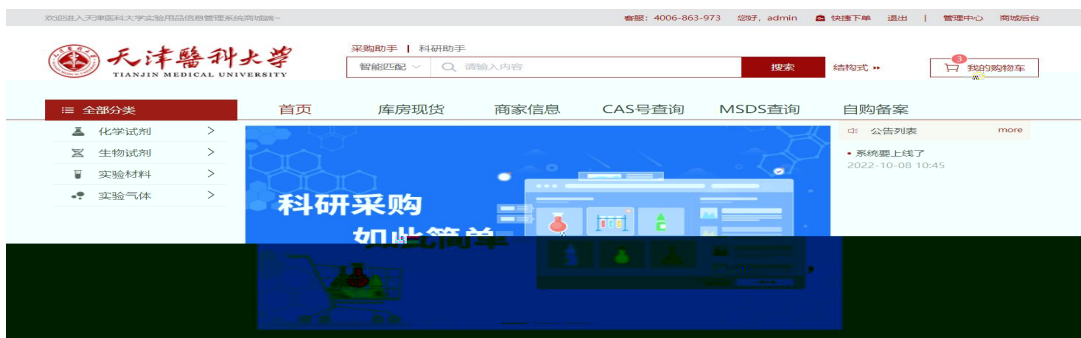 欢迎进入天津医科大学实验用品信息管理系统商城端~ 客服：4006-863-973 您好，admin 快捷下单 退出 | 管理中心 商城后台
天津醫科大学
TIANJIN MEDICAL UNIVERSITY
采购助手 | 科研助手
智能匹配 请输入内容 搜索 结构式 3 我的购物车
全部分类 首页 库房现货 商家信息 CAS号查询 MSDS查询 自购备案
化学试剂 >
生物试剂 >
实验材料 >
实验气体 >
科研采购
如此简单
公告列表 more
• 系统要上线了
2022-10-08 10:45